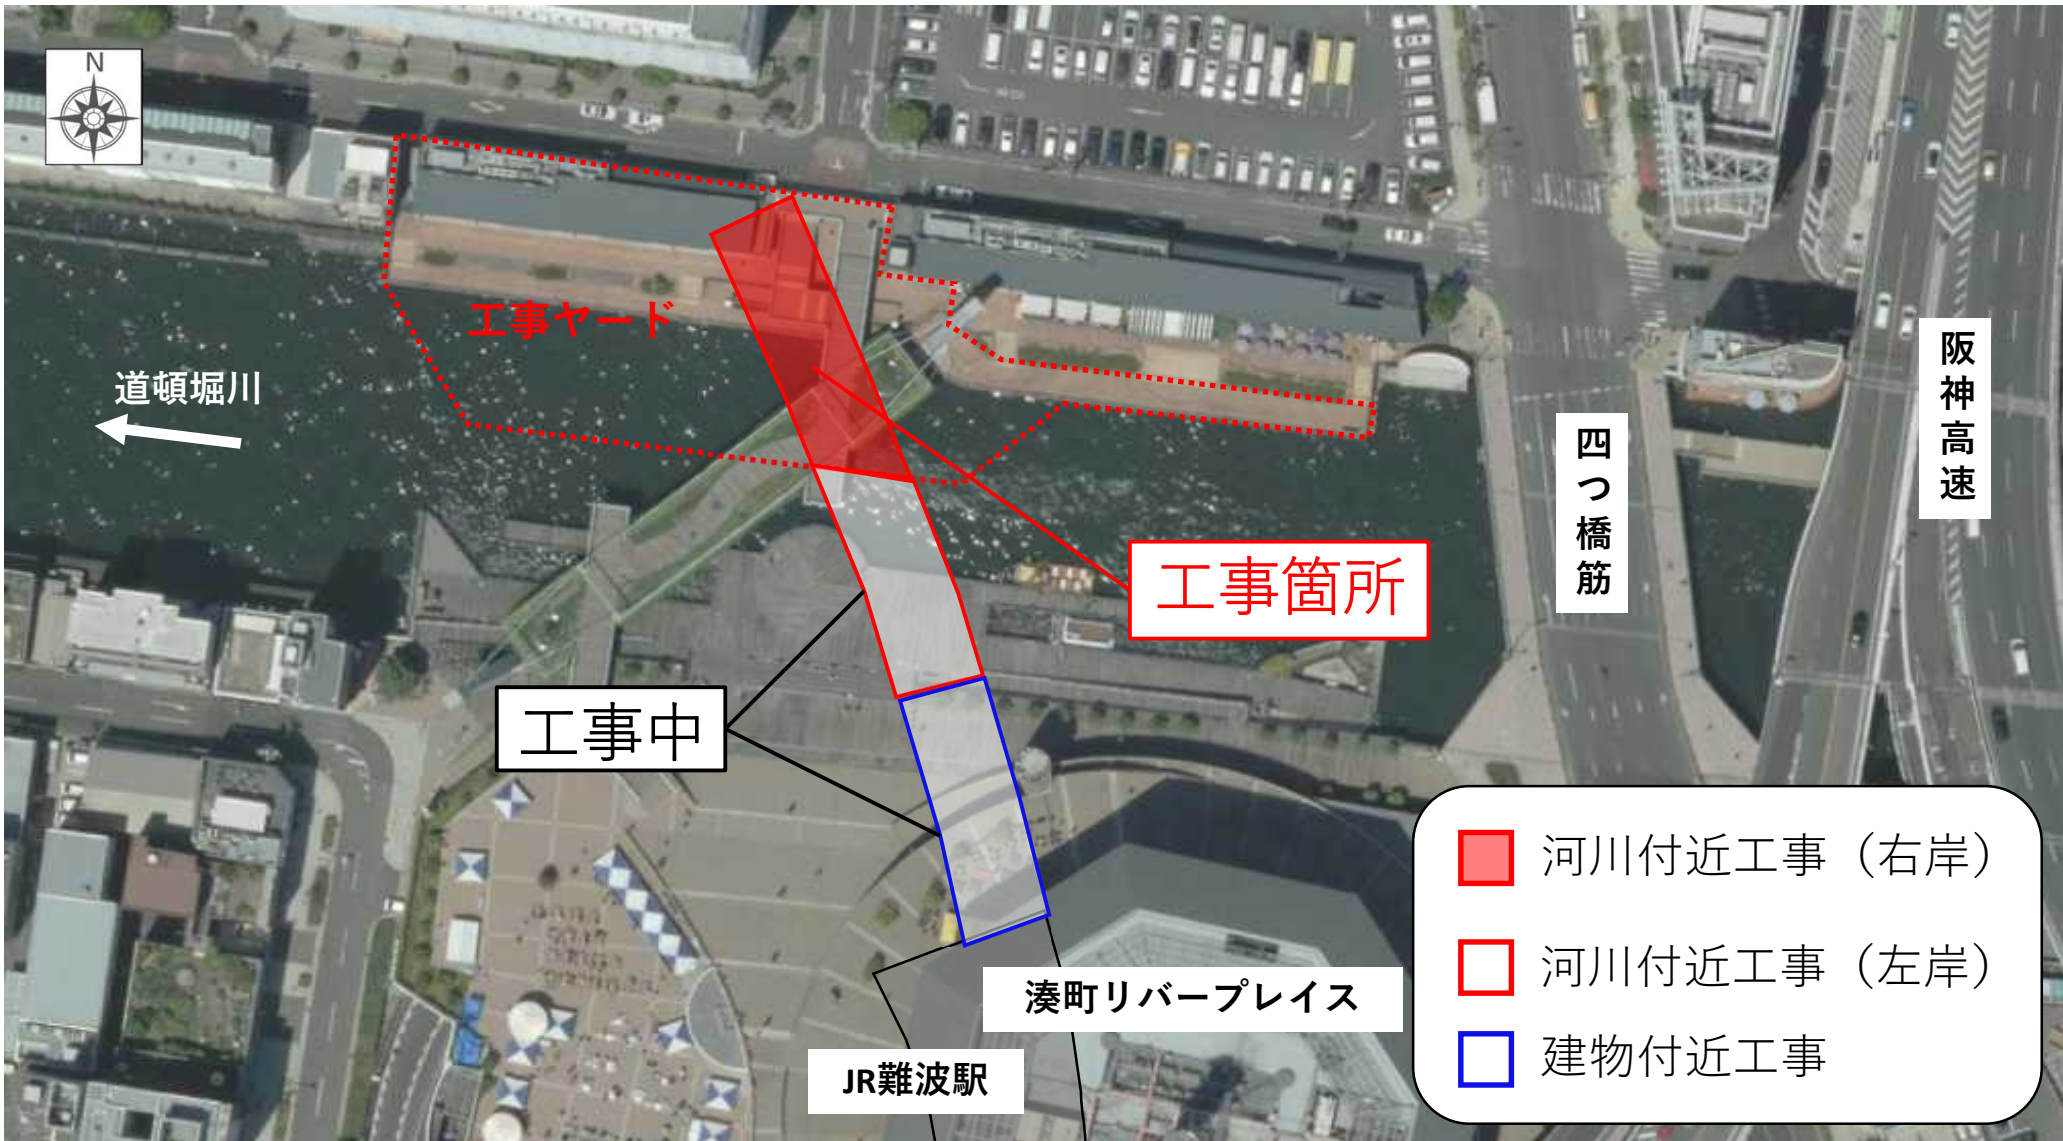 N
工事ヤード
道頓堀川
阪神高速
四つ橋筋
工事箇所
工事中
河川付近工事（右岸）
河川付近工事（左岸）
建物付近工事
湊町リバープレイス
JR難波駅